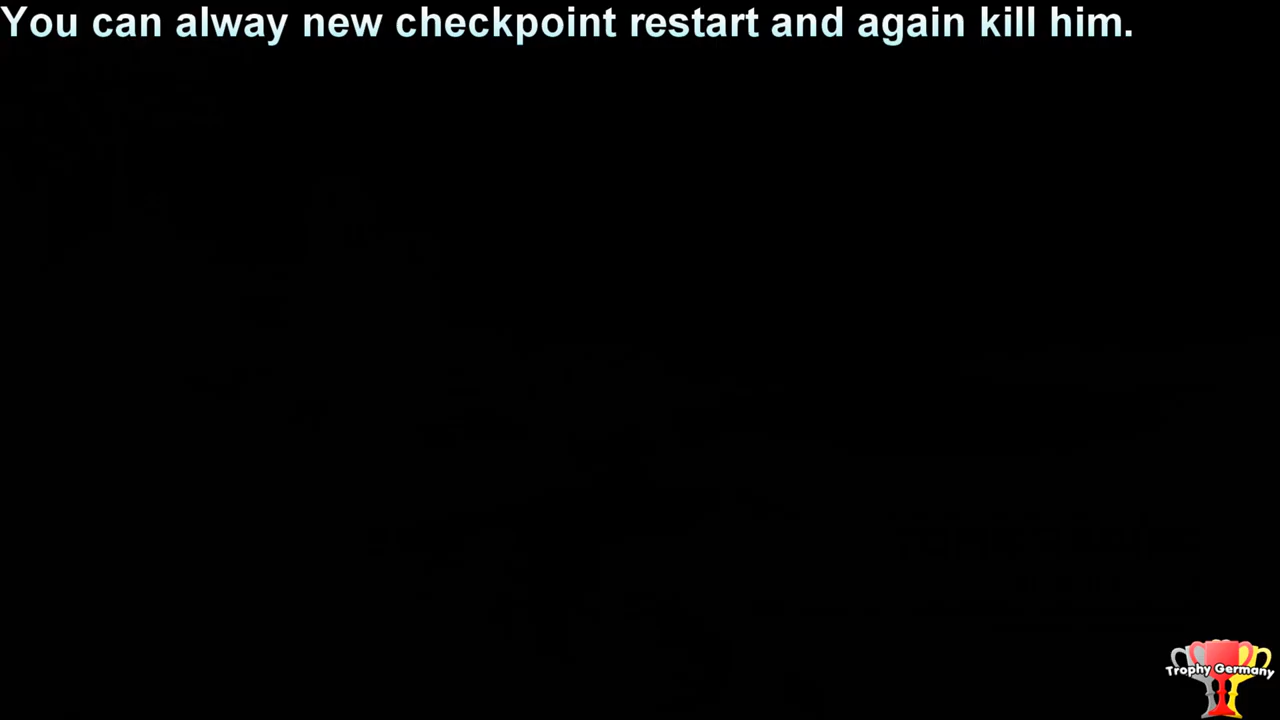 You can alway new checkpoint restart and again kill him.
Trophy Germany